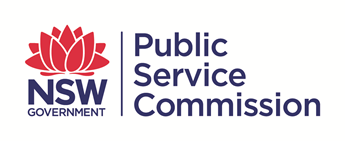 NSW
GOVERNMENT
Public
Service
Commission